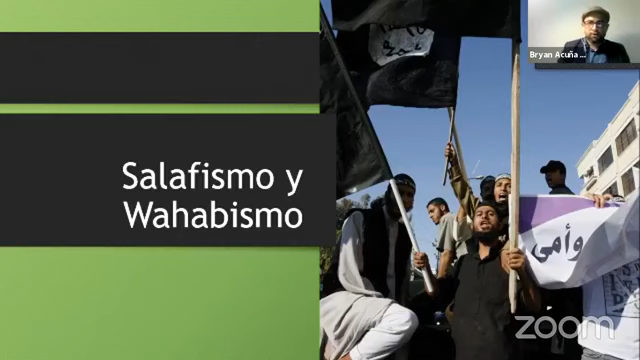 Salafismo y
Wahabismo
Bryan Acuña ...
وأمي
zoom